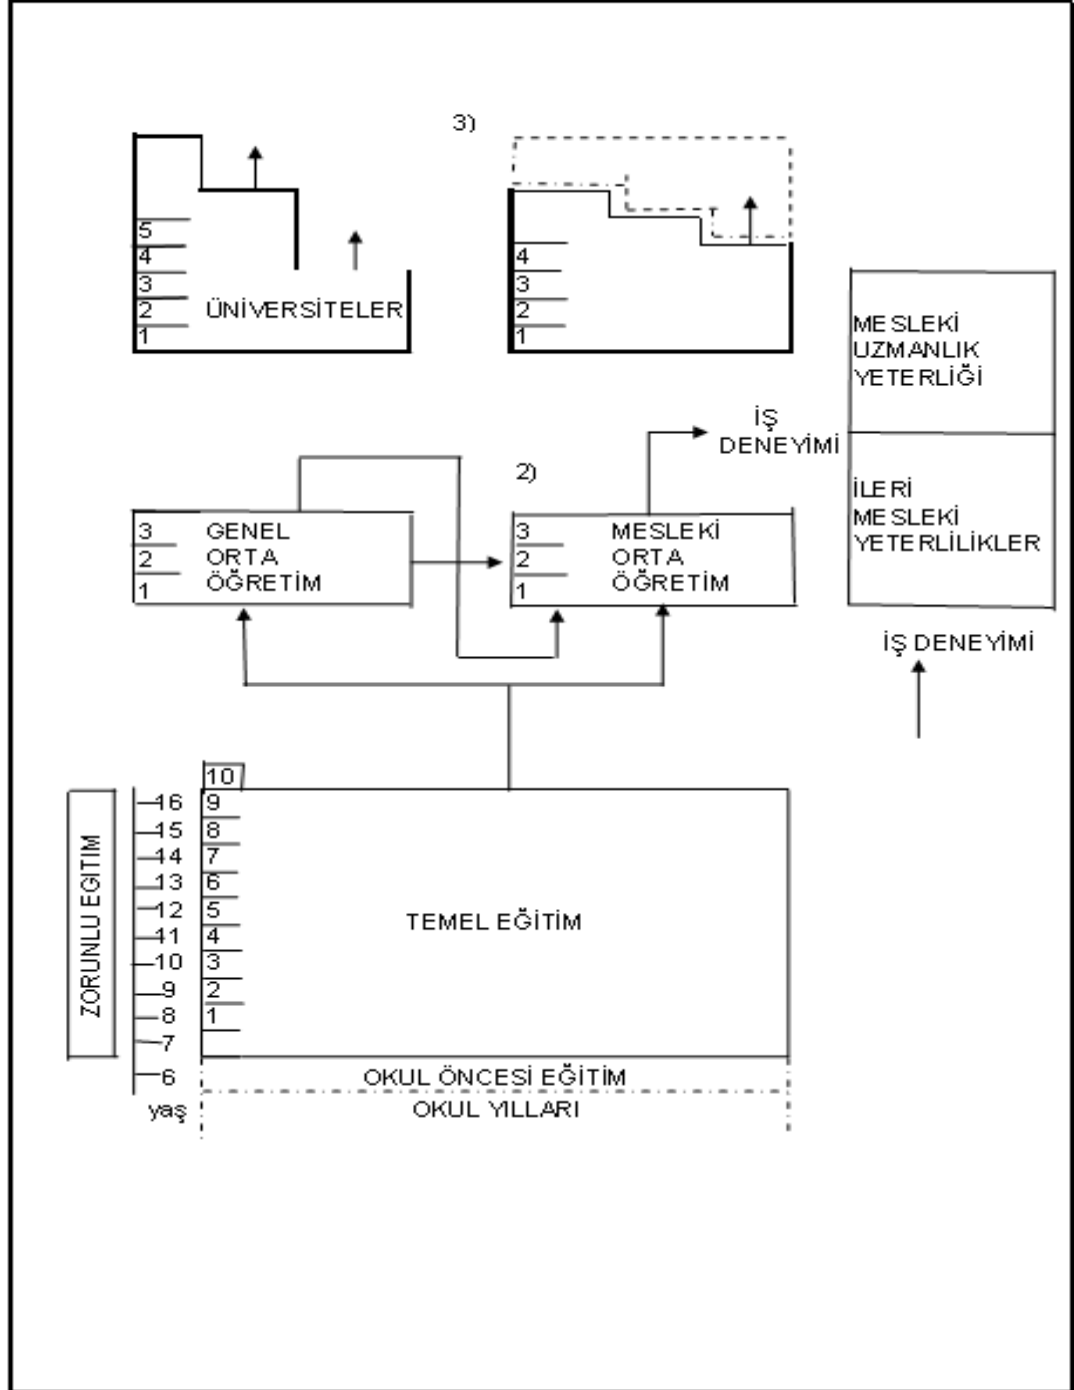 3)
5
4
3
2
1
ÜNİVERSİTELER
4
3
2
1
MESLEKİ
UZMANLIK
YETERLİĞİ
İŞ
DENEYİMİ
2)
İLERİ
MESLEKİ
YETERLİLİKLER
3 GENEL
2 ORTA
1 ÖĞRETİM
3 MESLEKİ
2 ORTA
1 ÖĞRETİM
İŞ DENEYİMİ
10
ZORUNLU EGITIM
16 9
15 8
14 7
13 6
12 5
11 4
10 3
9 2
8 1
7
6
TEMEL EĞİTİM
OKUL ÖNCESİ EĞİTİM
yaş OKUL YILLARI